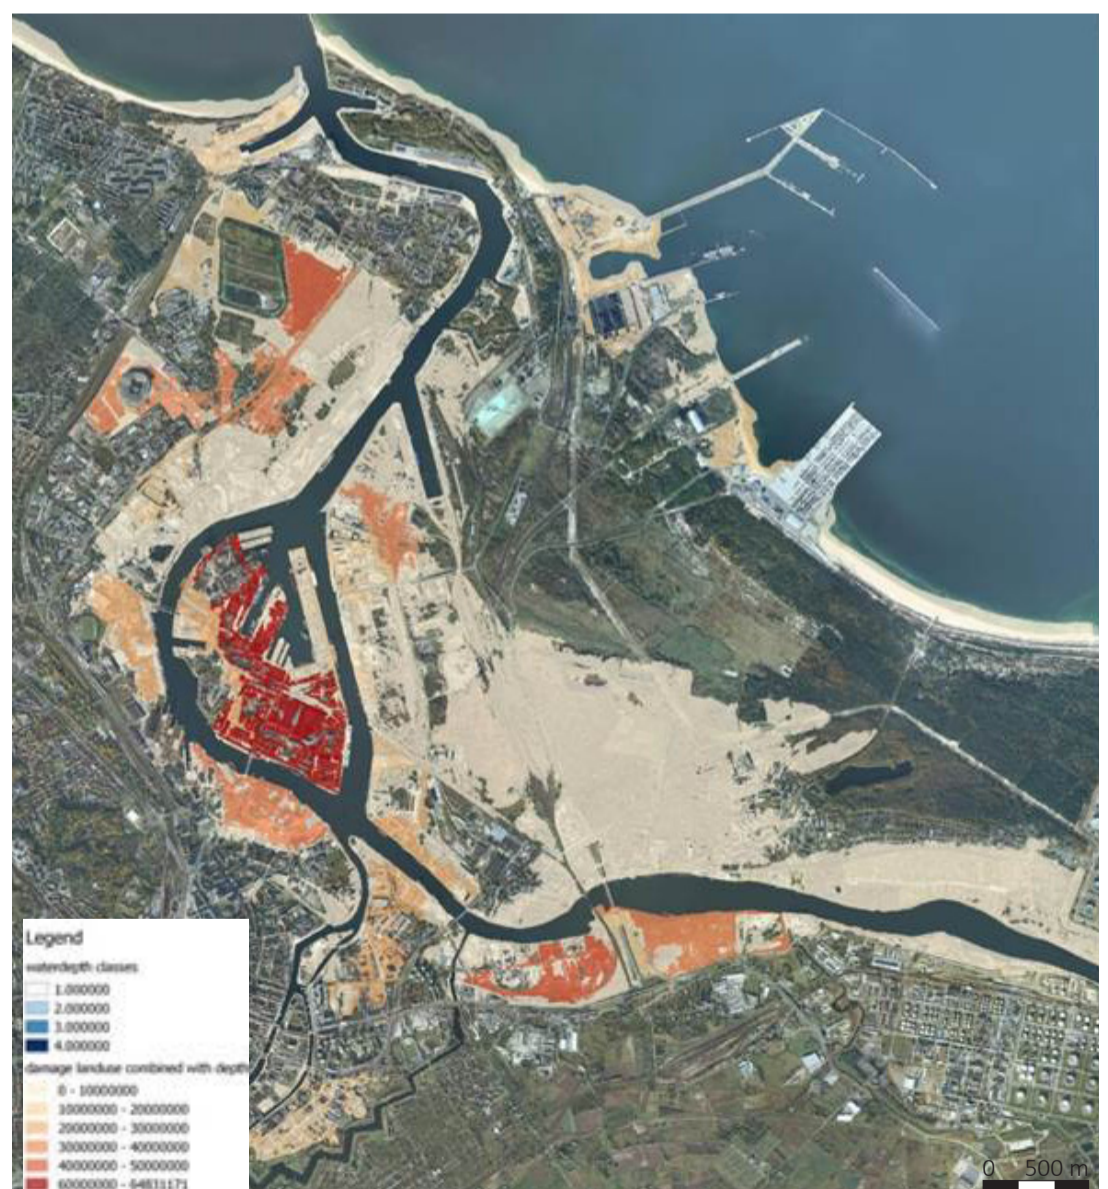 Legend
waterdepth classes
1.000000
2.000000
3.000000
4.000000
damage landuse combined with depth
0 - 10000000
10000000 - 20000000
20000000 - 30000000
30000000 - 40000000
40000000 - 50000000
60000000 - 64831171
0 500 m